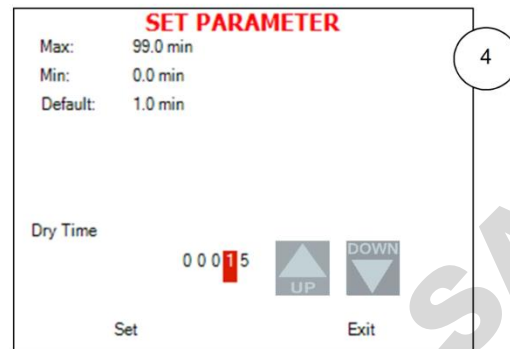 SET PARAMETER
Max: 99.0 min
Min: 0.0 min
Default: 1.0 min
4
Dry Time
0 0 0 1 5
UP
DOWN
Set Exit
SA